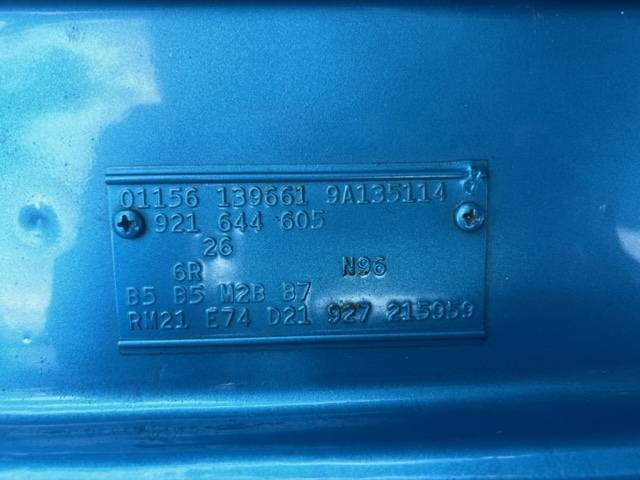 01156 139661 9A135114
921 644 605
26
6R N96
B5 B5 M2B B7
RM21 E74 D21 927 215959